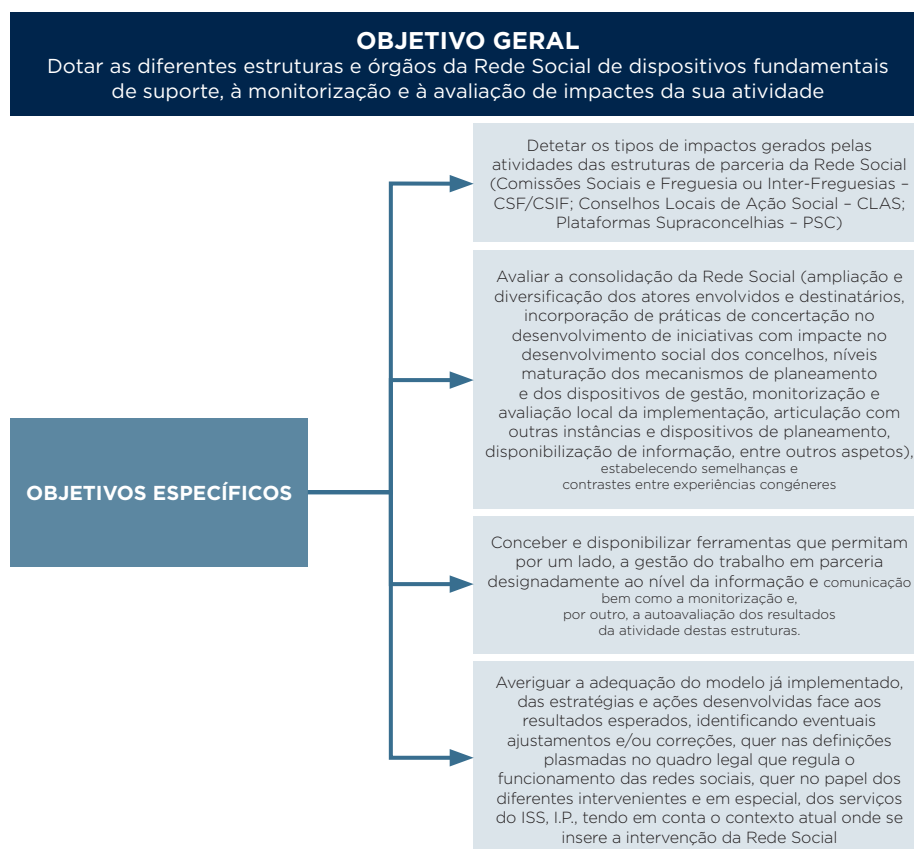 OBJETIVO GERAL
Dotar as diferentes estruturas e órgãos da Rede Social de dispositivos fundamentais
de suporte, à monitorização e à avaliação de impactes da sua atividade
Detetar os tipos de impactos gerados pelas
atividades das estruturas de parceria da Rede Social
(Comissões Sociais e Freguesia ou Inter-Freguesias –
CSF/CSIF; Conselhos Locais de Ação Social – CLAS;
Plataformas Supraconcelhias – PSC)
Avaliar a consolidação da Rede Social (ampliação e
diversificação dos atores envolvidos e destinatários,
incorporação de práticas de concertação no
desenvolvimento de iniciativas com impacte no
desenvolvimento social dos concelhos, níveis
maturação dos mecanismos de planeamento
e dos dispositivos de gestão, monitorização e
avaliação local da implementação, articulação com
outras instâncias e dispositivos de planeamento,
disponibilização de informação, entre outros aspetos),
estabelecendo semelhanças e
contrastes entre experiências congéneres
OBJETIVOS ESPECÍFICOS
Conceber e disponibilizar ferramentas que permitam
por um lado, a gestão do trabalho em parceria
designadamente ao nível da informação e comunicação
bem como a monitorização e,
por outro, a autoavaliação dos resultados
da atividade destas estruturas.
Averiguar a adequação do modelo já implementado,
das estratégias e ações desenvolvidas face aos
resultados esperados, identificando eventuais
ajustamentos e/ou correções, quer nas definições
plasmadas no quadro legal que regula o
funcionamento das redes sociais, quer no papel dos
diferentes intervenientes e em especial, dos serviços
do ISS, I.P., tendo em conta o contexto atual onde se
insere a intervenção da Rede Social